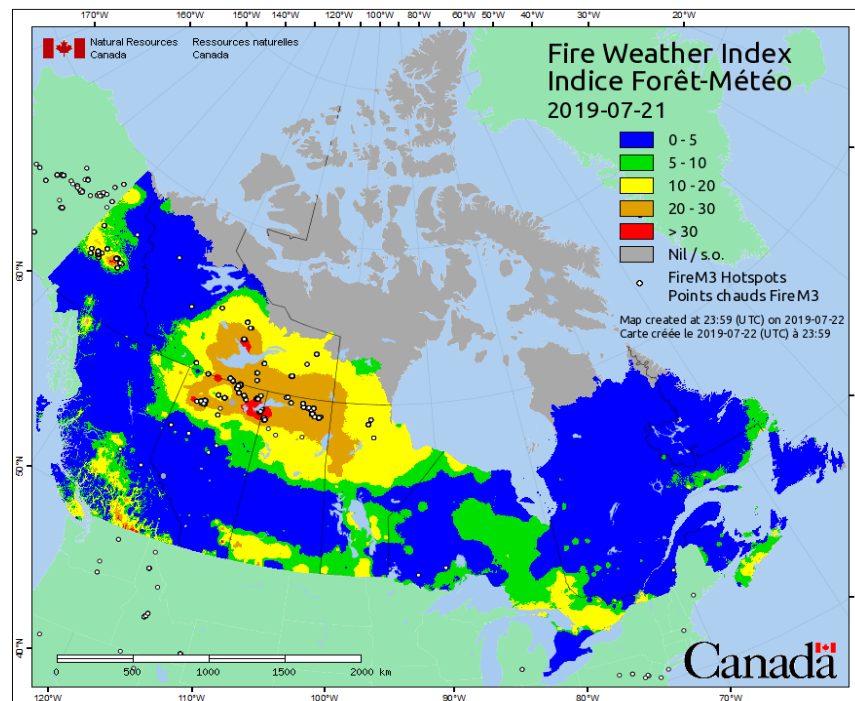 170°W 160°W 150°W 140°W 130°W 120°W 110°W 100°W 90°W 80°W 70°W 60°W 50°W 40°W 30°W 20°W
Natural Resources Ressources naturelles
Canada Canada
Fire Weather Index
Indice Forêt-Météo
2019-07-21
0 - 5
5 - 10
10 - 20
20 - 30
> 30
Nil / s.o.
FireM3 Hotspots
Points chauds FireM3
Map created at 23:59 (UTC) on 2019-07-22
Carte créée le 2019-07-22 (UTC) à 23:59
60°N
50°N
40°N
0 500 1000 1500 2000 km
Canada
120°W 110°W 100°W 90°W 80°W 70°W